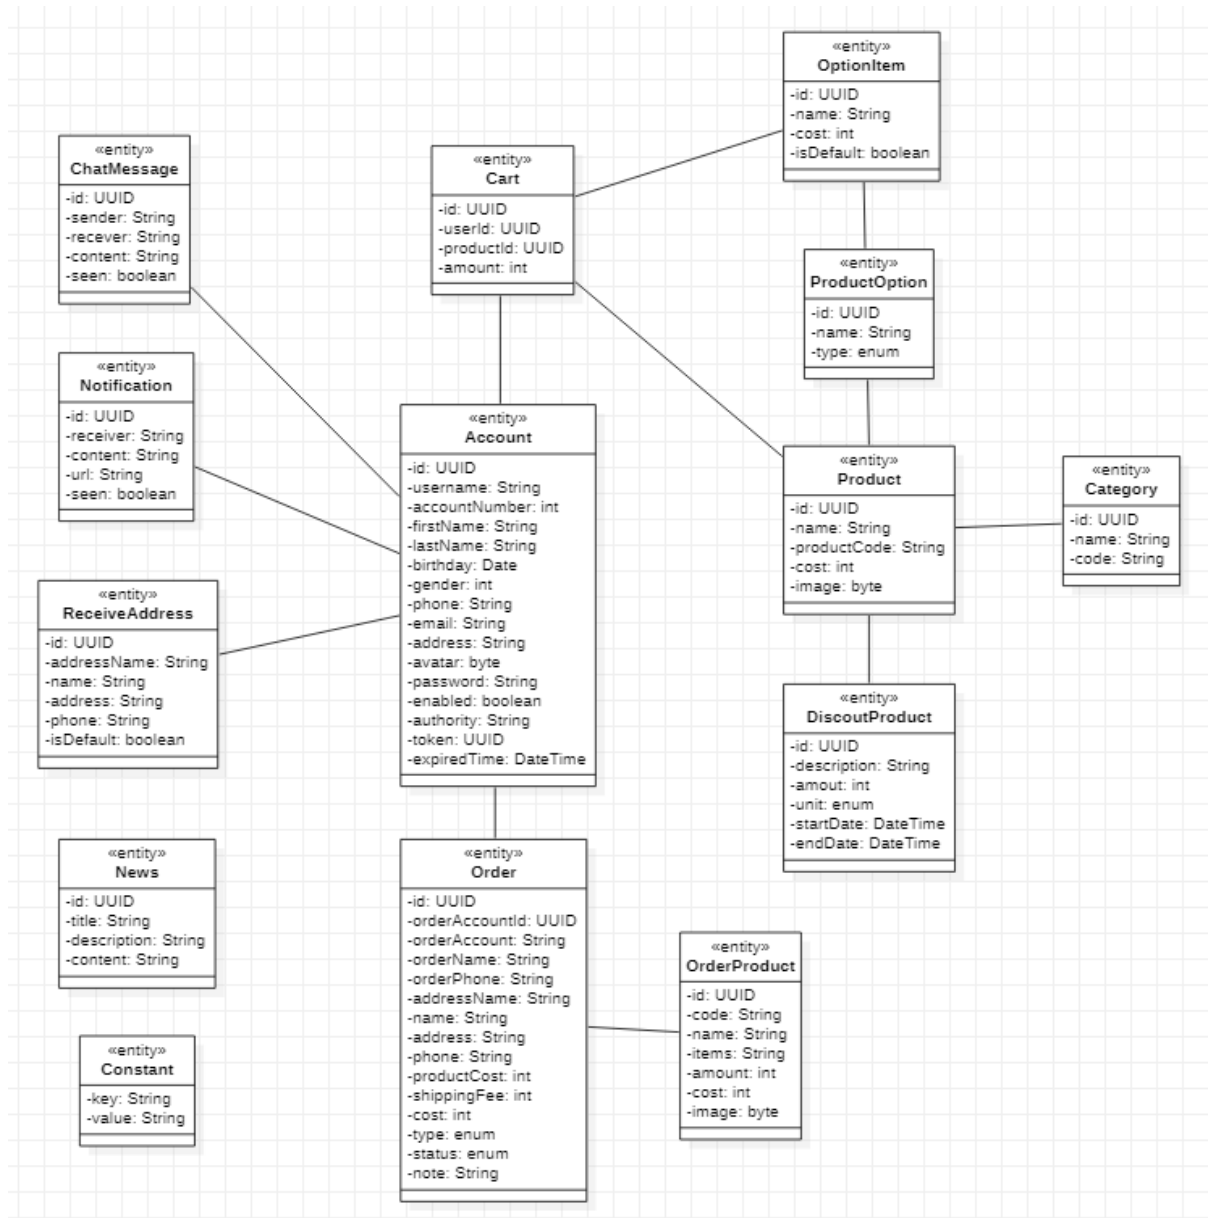 «entity»
OptionItem
-id: UUID
-name: String
-cost: int
-isDefault: boolean
«entity»
ChatMessage
-id: UUID
-sender: String
-recever: String
-content: String
-seen: boolean
«entity»
Cart
-id: UUID
-userId: UUID
-productId: UUID
-amount: int
«entity»
ProductOption
-id: UUID
-name: String
-type: enum
«entity»
Notification
-id: UUID
-receiver: String
-content: String
-url: String
-seen: boolean
«entity»
Account
-id: UUID
-username: String
-accountNumber: int
-firstName: String
-lastName: String
-birthday: Date
-gender: int
-phone: String
-email: String
-address: String
-avatar: byte
-password: String
-enabled: boolean
-authority: String
-token: UUID
-expiredTime: DateTime
«entity»
Product
-id: UUID
-name: String
-productCode: String
-cost: int
-image: byte
«entity»
Category
-id: UUID
-name: String
-code: String
«entity»
ReceiveAddress
-id: UUID
-addressName: String
-name: String
-address: String
-phone: String
-isDefault: boolean
«entity»
DiscoutProduct
-id: UUID
-description: String
-amout: int
-unit: enum
-startDate: DateTime
-endDate: DateTime
«entity»
News
-id: UUID
-title: String
-description: String
-content: String
«entity»
Order
-id: UUID
-orderAccountId: UUID
-orderAccount: String
-orderName: String
-orderPhone: String
-addressName: String
-name: String
-address: String
-phone: String
-productCost: int
-shippingFee: int
-cost: int
-type: enum
-status: enum
-note: String
«entity»
OrderProduct
-id: UUID
-code: String
-name: String
-items: String
-amount: int
-cost: int
-image: byte
«entity»
Constant
-key: String
-value: String